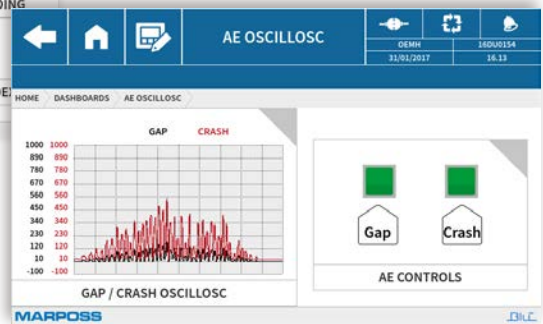 DING
AE OSCILLOSC
OEMH
16DU0154
31/01/2017
16.13
HOME DASHBOARDS AE OSCILLOSC
GAP CRASH
1000 1000
890 890
780 780
670 670
560 560
450 450
340 340
230 230
120 120
10 10
-100 -100
GAP / CRASH OSCILLOSC
Gap
Crash
AE CONTROLS
MARPOSS